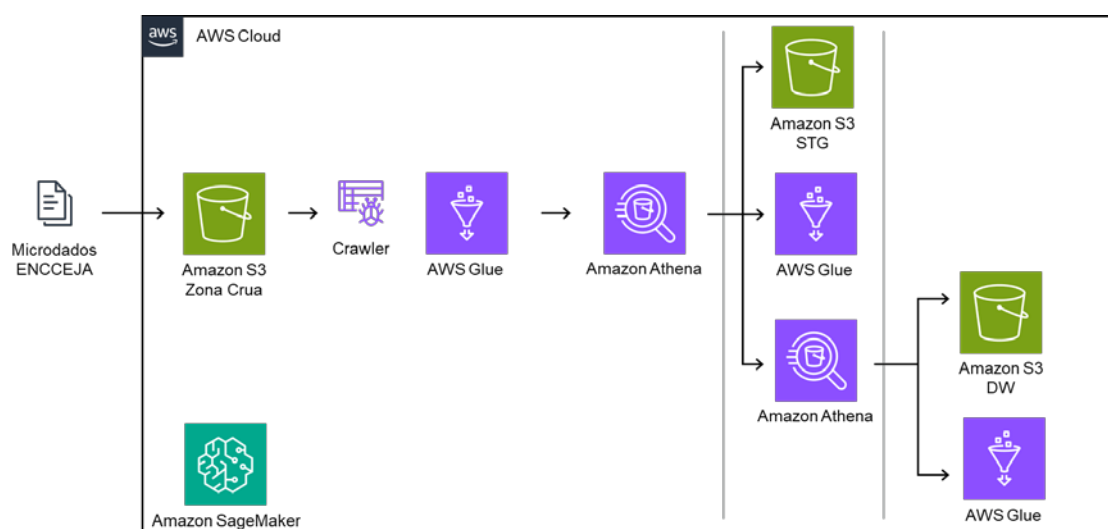 aws
AWS Cloud
Amazon S3
STG
Microdados
ENCCEJA
Amazon S3
Zona Crua
Crawler
AWS Glue
Amazon Athena
AWS Glue
Amazon Athena
Amazon S3
DW
AWS Glue
Amazon SageMaker